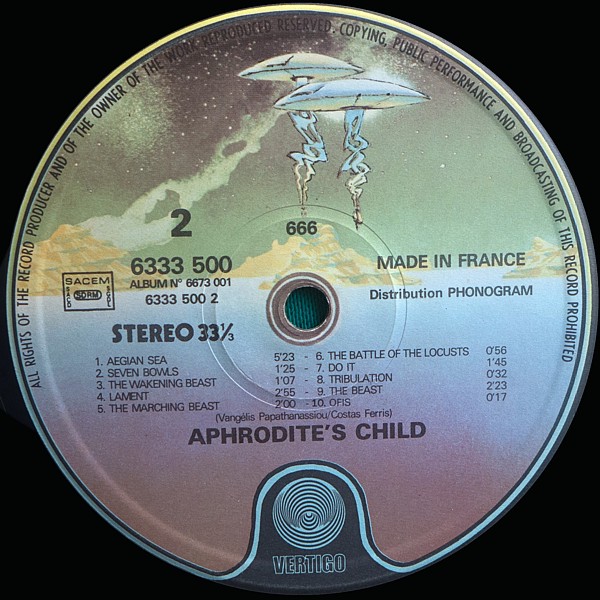 ALL RIGHTS OF THE RECORD PRODUCER AND OF THE OWNER OF THE WORK REPRODUCED RESERVED. COPYING, PUBLIC PERFORMANCE AND BROADCASTING OF THIS RECORD PROHIBITED
2
666
6333 500
ALBUM N° 6673 001
6333 500 2
MADE IN FRANCE
Distribution PHONOGRAM
SACEM
SACD
SDRM
SGDL
STEREO 33⅓
1. AEGIAN SEA 5'23 - 6. THE BATTLE OF THE LOCUSTS 0'56
2. SEVEN BOWLS 1'25 - 7. DO IT 1'45
3. THE WAKENING BEAST 1'07 - 8. TRIBULATION 0'32
4. LAMENT 2'55 - 9. THE BEAST 2'23
5. THE MARCHING BEAST 2'00 - 10. OFIS 0'17
(Vangélis Papathanassiou/Costas Ferris)
APHRODITE'S CHILD
VERTIGO